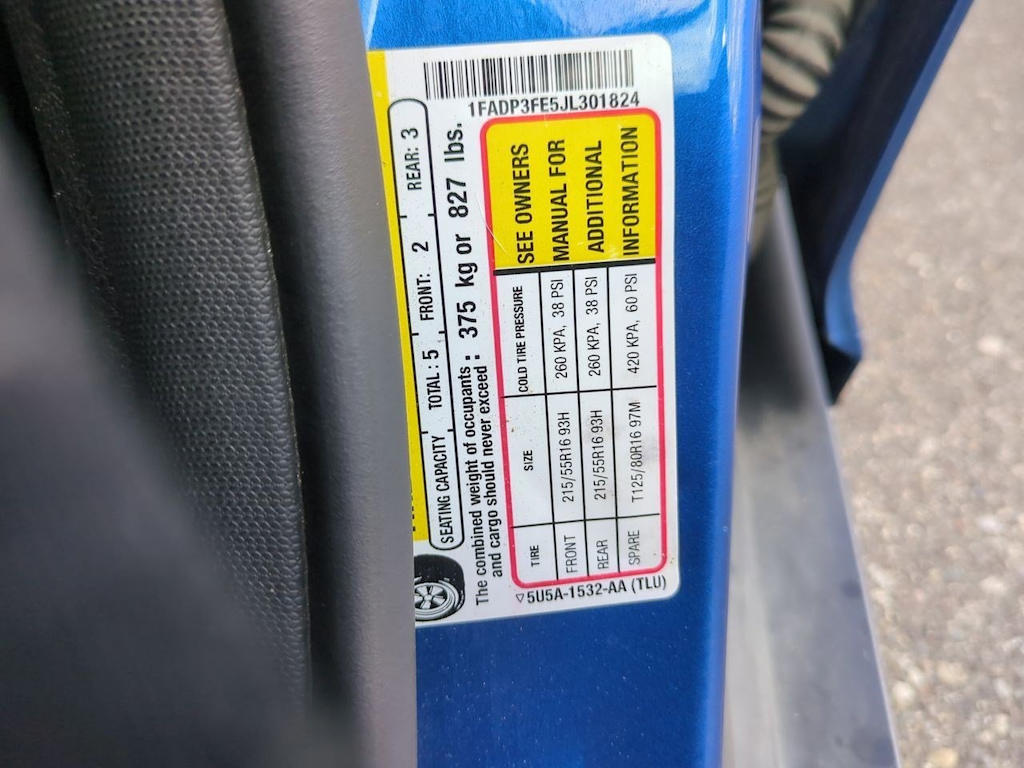 SEATING CAPACITY TOTAL : 5 FRONT: 2 REAR: 3
The combined weight of occupants : 375 kg or 827 lbs.
and cargo should never exceed
TIRE SIZE COLD TIRE PRESSURE
FRONT 215/55R16 93H 260 KPA, 38 PSI
REAR 215/55R16 93H 260 KPA, 38 PSI
SPARE T125/80R16 97M 420 KPA, 60 PSI
SEE OWNERS
MANUAL FOR
ADDITIONAL
INFORMATION
5U5A-1532-AA (TLU)
1FADP3FE5JL301824